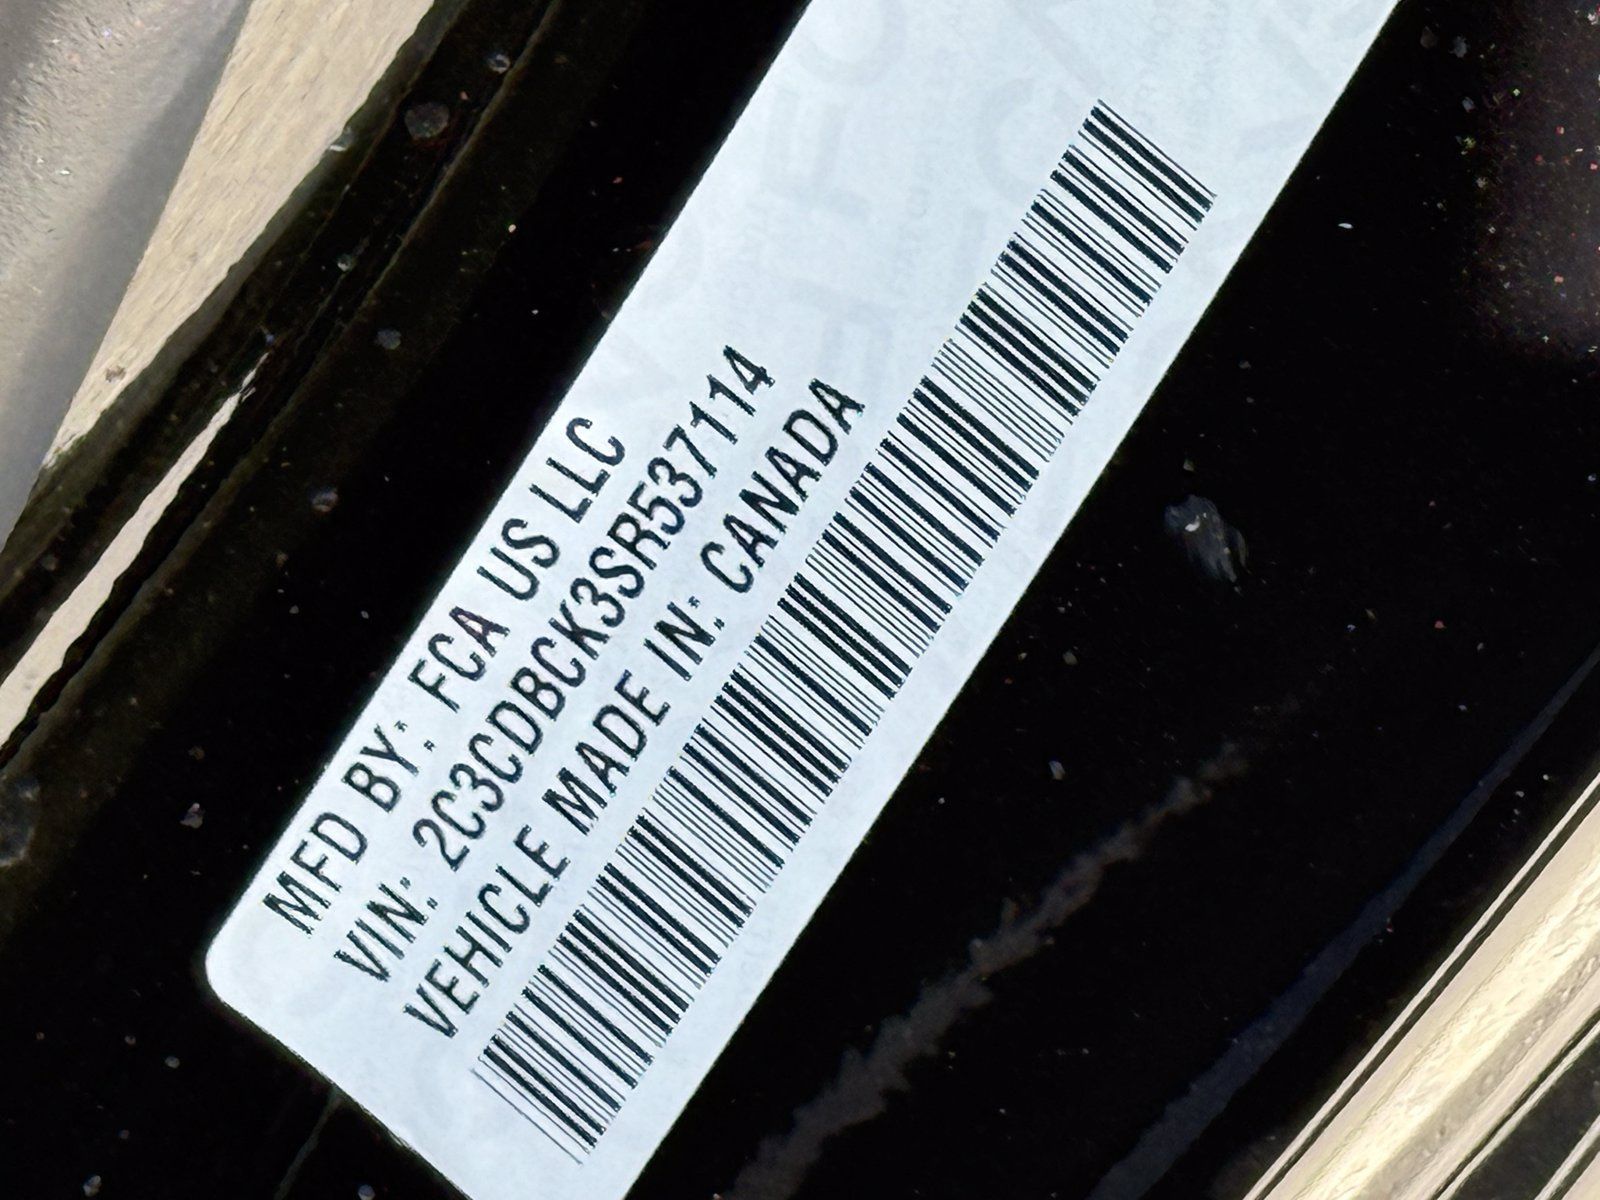 MFD BY: FCA US LLC
VIN: 2C3CDBCK3SR537114
VEHICLE MADE IN: CANADA